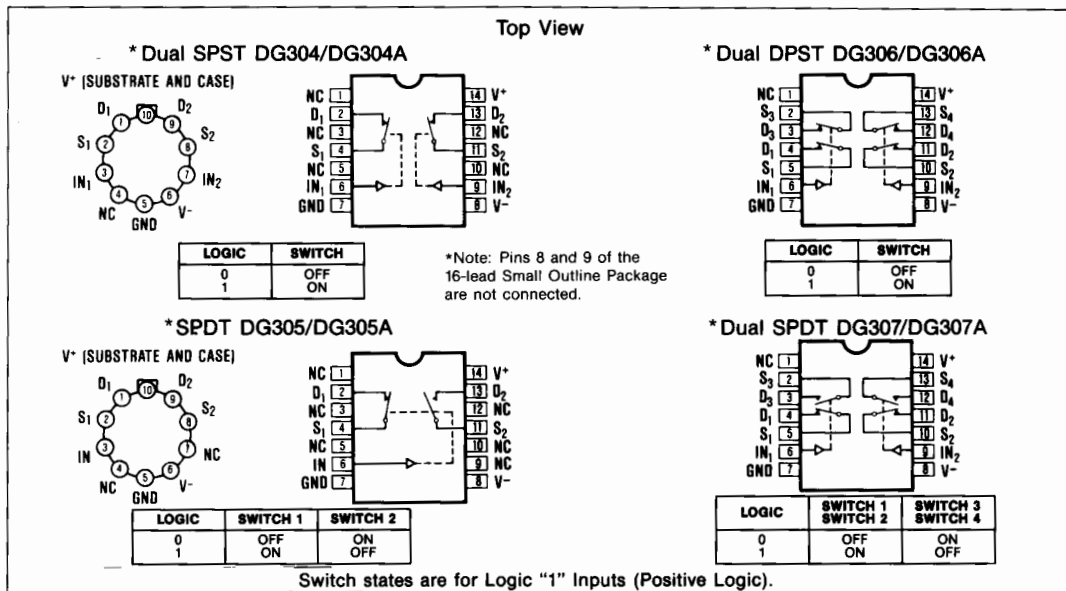 Top View
* Dual SPST DG304/DG304A
V+ (SUBSTRATE AND CASE)
D1
10
D2
1
9
S1
2
8
S2
IN1
3
7
IN2
4
5
6
NC
GND
V-
NC 1
14 V+
D1 2
13 D2
NC 3
12 NC
S1 4
11 S2
NC 5
10 NC
IN1 6
9 IN2
GND 7
8 V-
LOGIC SWITCH
0 OFF
1 ON
*Note: Pins 8 and 9 of the
16-lead Small Outline Package
are not connected.
* Dual DPST DG306/DG306A
NC 1
14 V+
S3 2
13 S4
D3 3
12 D4
D1 4
11 D2
S1 5
10 S2
IN1 6
9 IN2
GND 7
8 V-
LOGIC SWITCH
0 OFF
1 ON
* SPDT DG305/DG305A
V+ (SUBSTRATE AND CASE)
D1
10
D2
1
9
S1
2
8
S2
IN
3
7
NC
4
5
6
NC
GND
V-
NC 1
14 V+
D1 2
13 D2
NC 3
12 NC
S1 4
11 S2
NC 5
10 NC
IN 6
9 NC
GND 7
8 V-
LOGIC SWITCH 1 SWITCH 2
0 OFF ON
1 ON OFF
* Dual SPDT DG307/DG307A
NC 1
14 V+
S3 2
13 S4
D3 3
12 D4
D1 4
11 D2
S1 5
10 S2
IN1 6
9 IN2
GND 7
8 V-
LOGIC SWITCH 1 SWITCH 2 SWITCH 3 SWITCH 4
0 OFF ON
1 ON OFF
Switch states are for Logic "1" Inputs (Positive Logic).